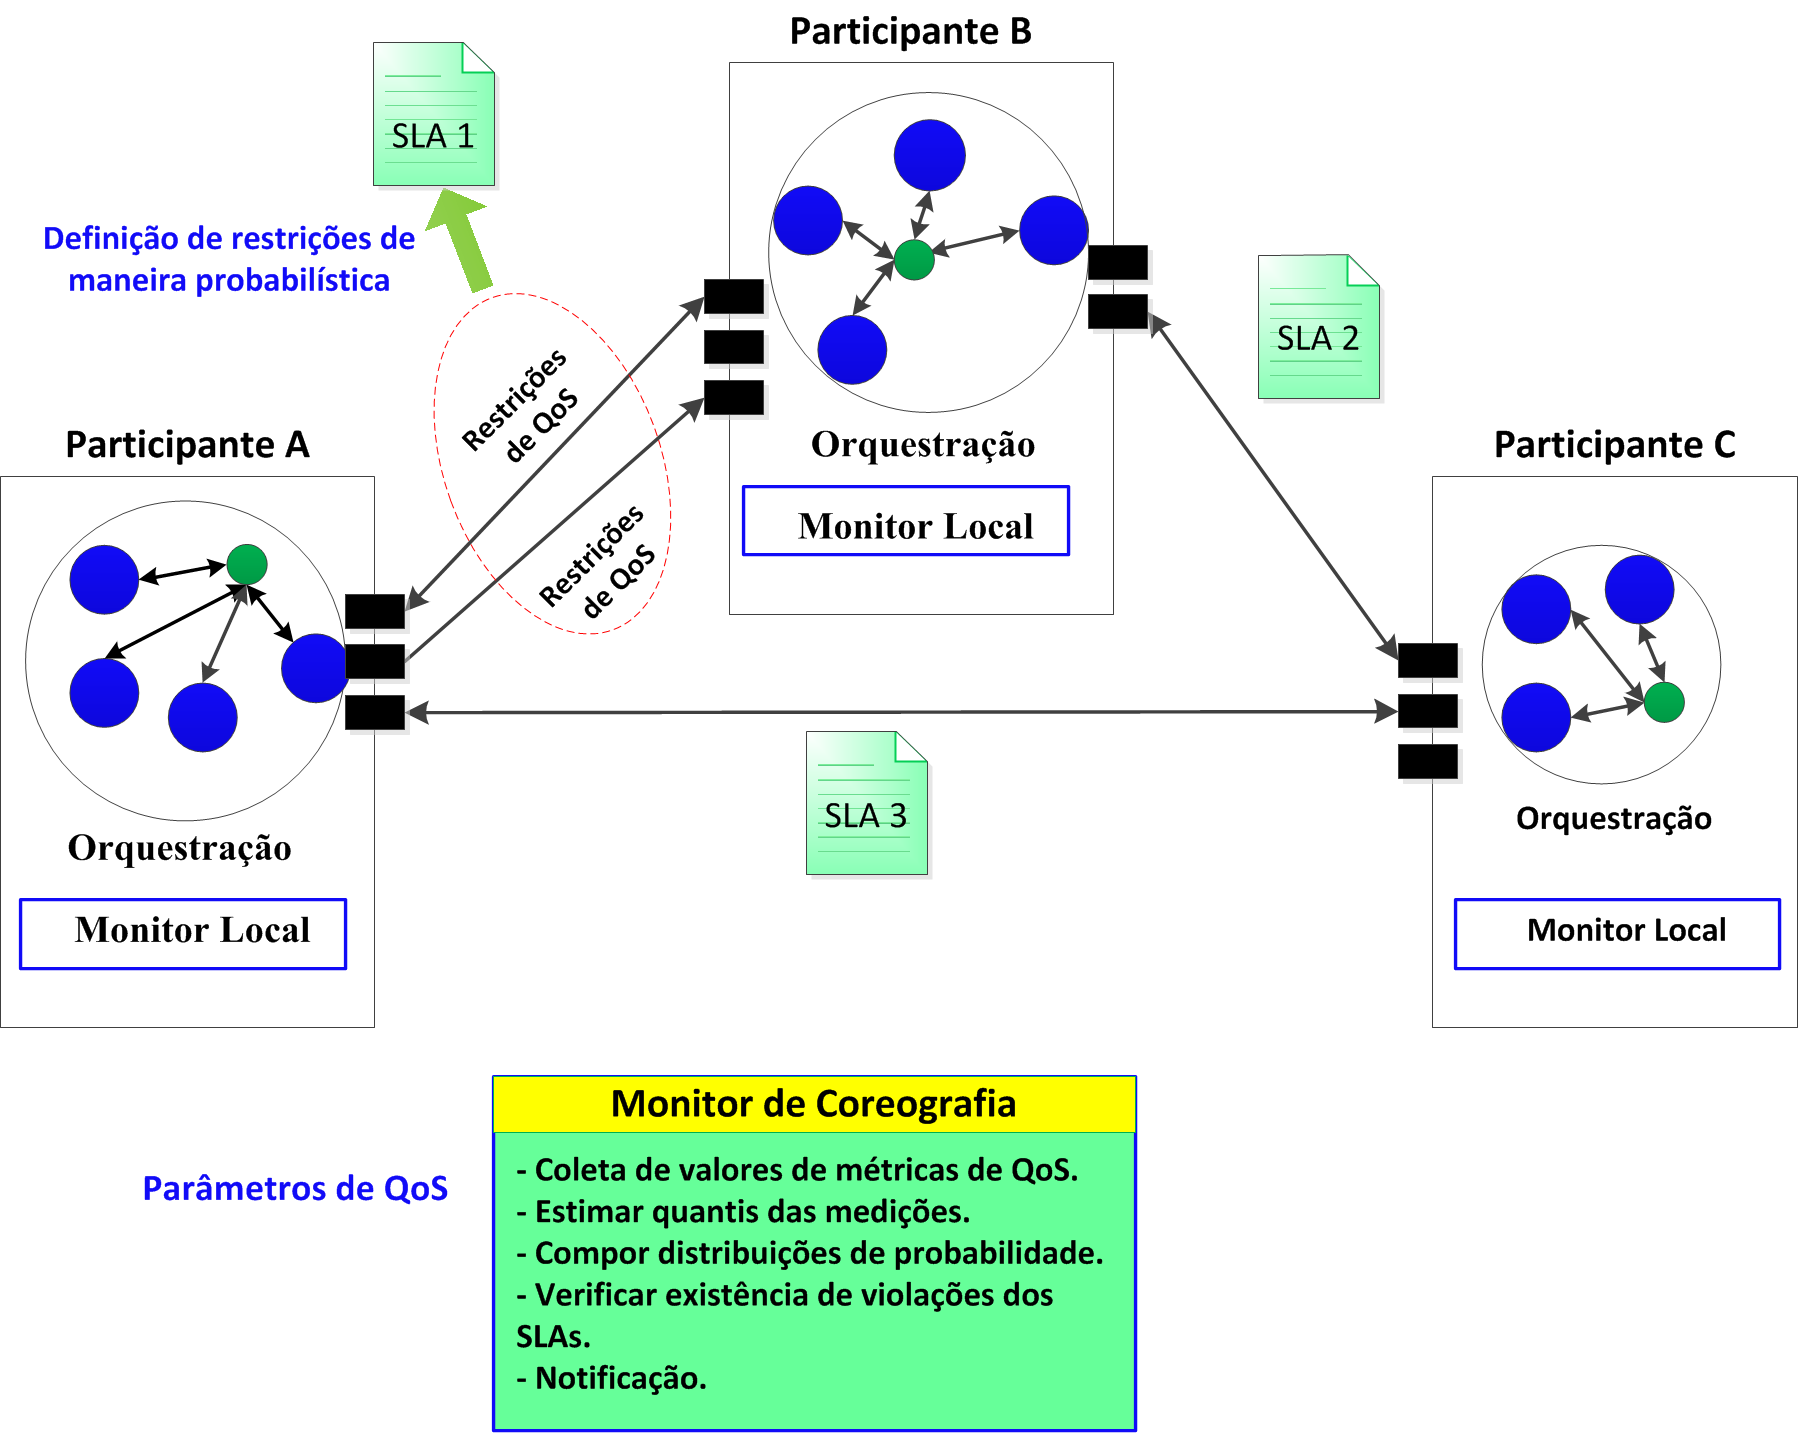 Participante B
SLA 1
Definição de restrições de
maneira probabilística
Restrições
de QoS
Restrições
de QoS
SLA 2
Participante A
Orquestração
Monitor Local
Participante C
Orquestração
Monitor Local
SLA 3
Orquestração
Monitor Local
Monitor de Coreografia
Parâmetros de QoS
- Coleta de valores de métricas de QoS.
- Estimar quantis das medições.
- Compor distribuições de probabilidade.
- Verificar existência de violações dos
SLAs.
- Notificação.